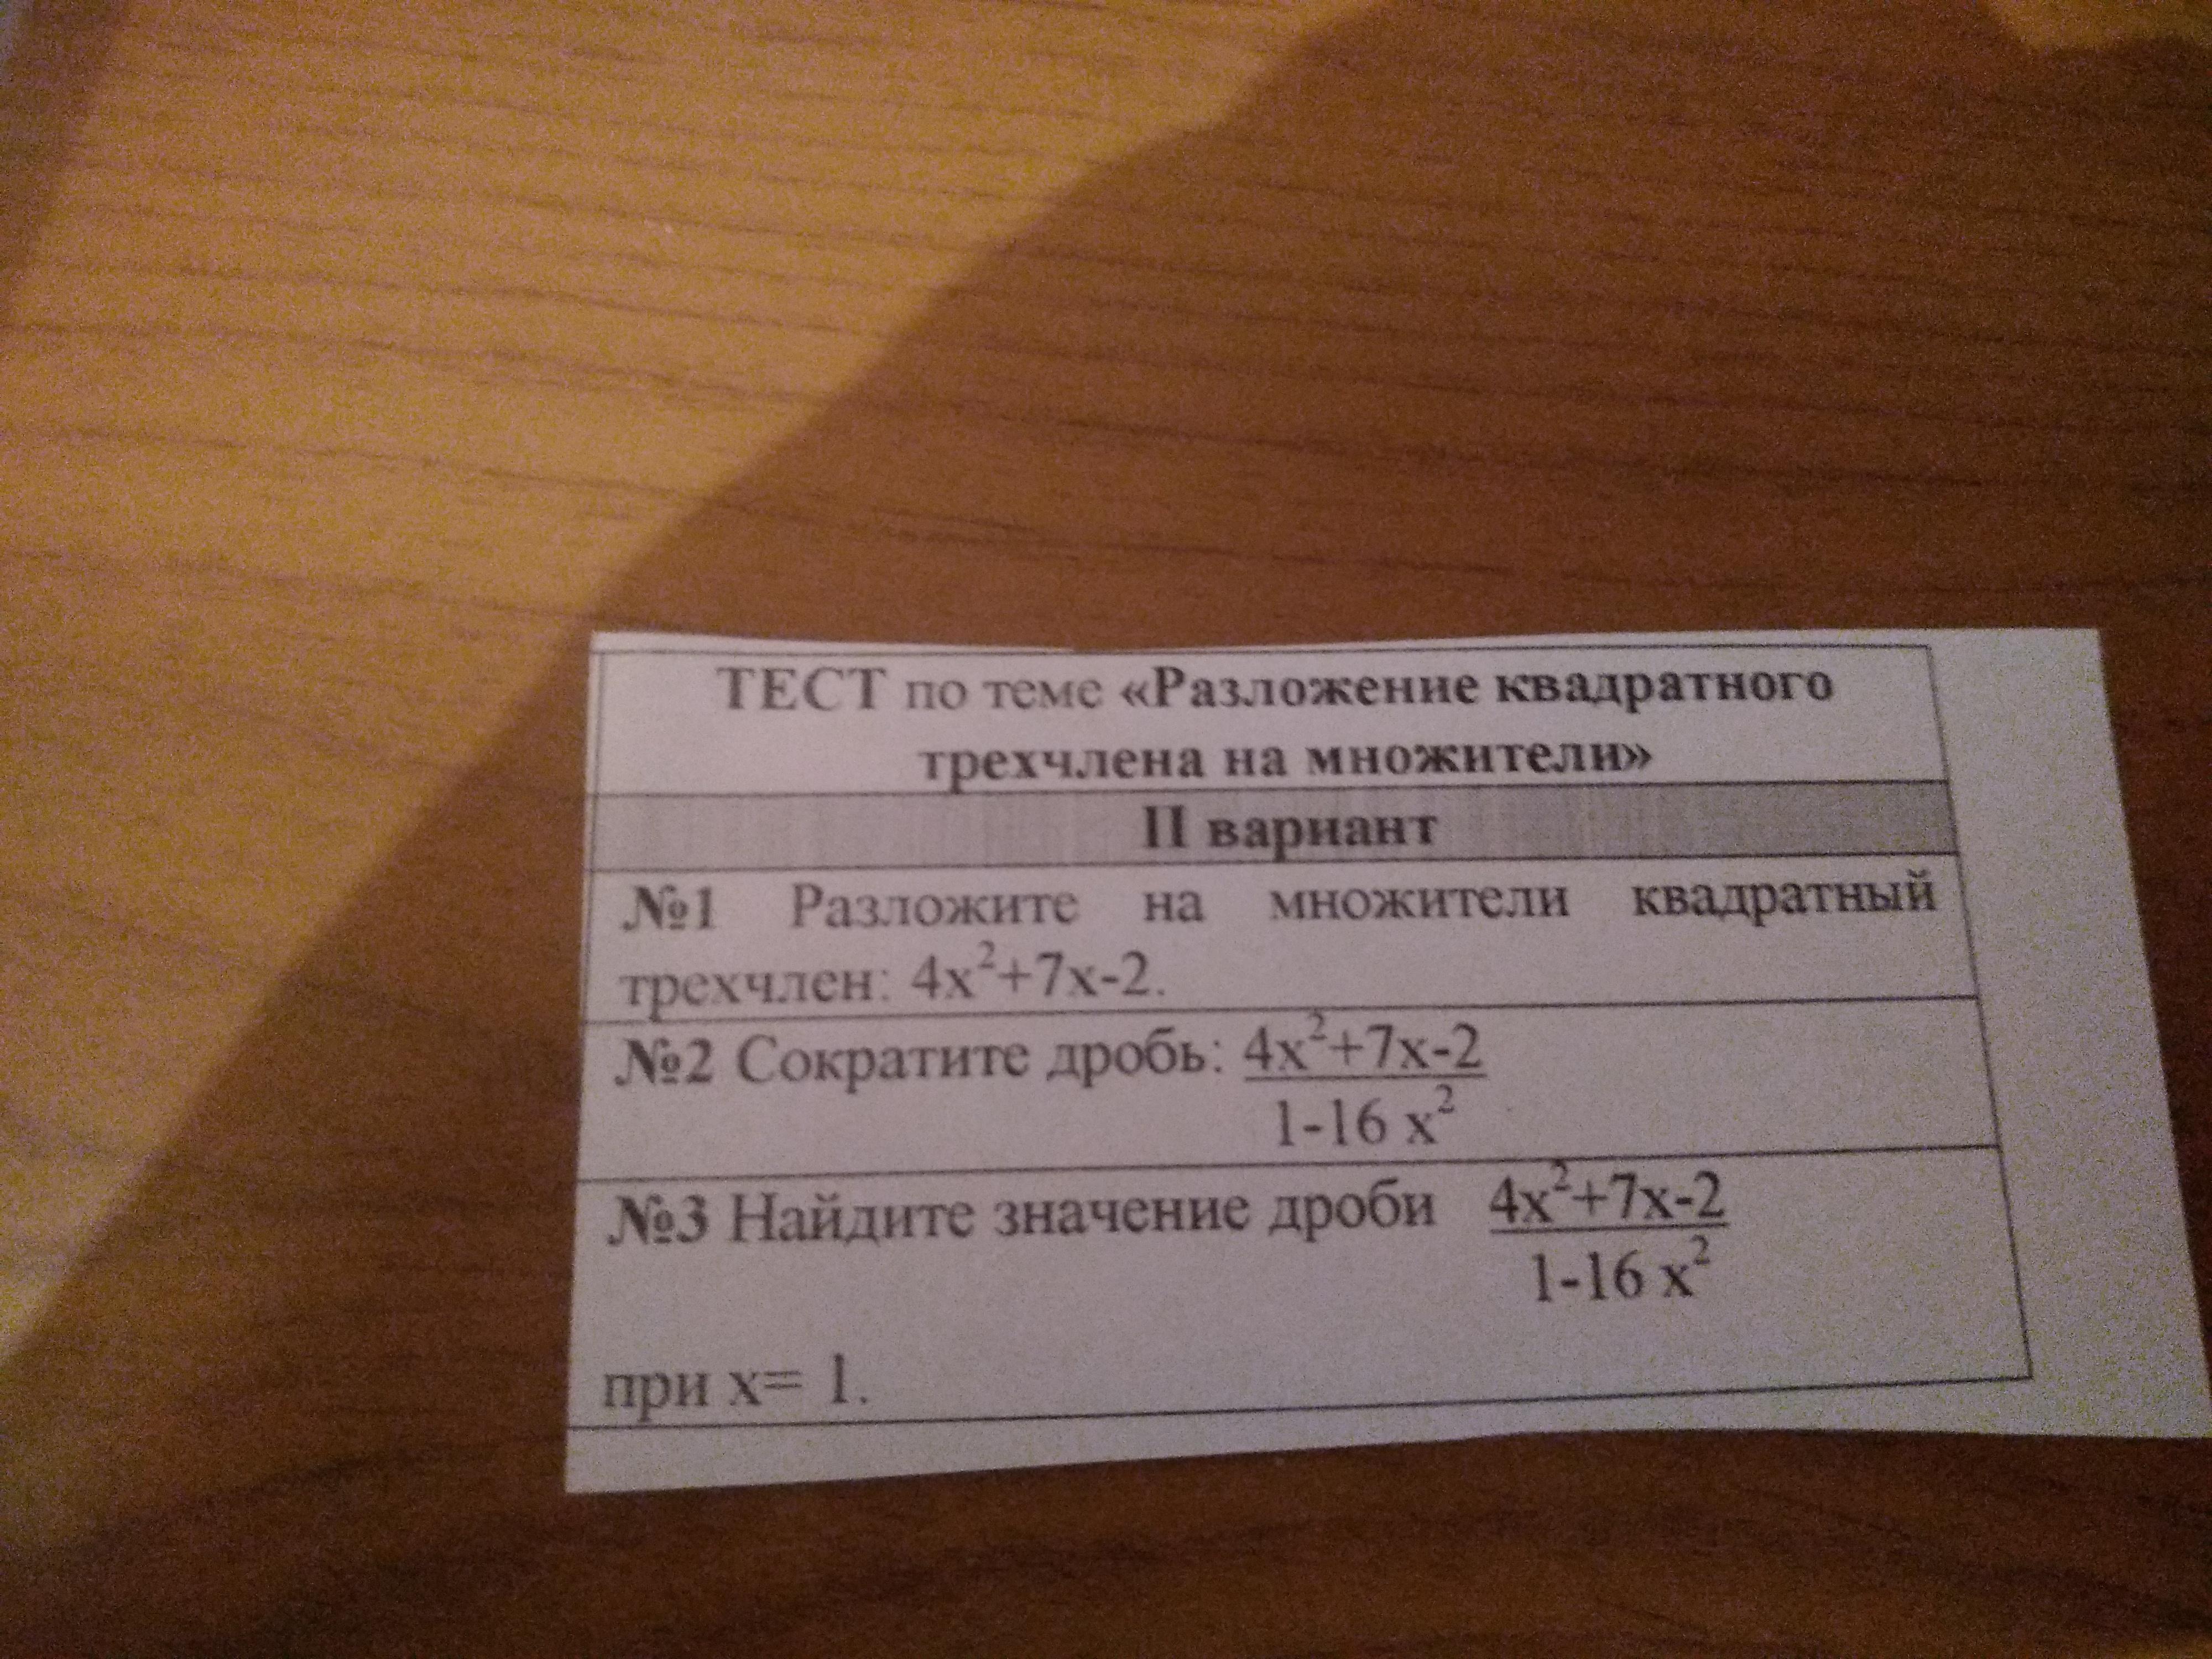 ТЕСТ по теме «Разложение квадратного
трехчлена на множители»
II вариант
№1 Разложите на множители квадратный
трехчлен: 4x²+7x-2.
№2 Сократите дробь: 4x²+7x-2
1-16 x²
№3 Найдите значение дроби 4x²+7x-2
1-16 x²
при x= 1.